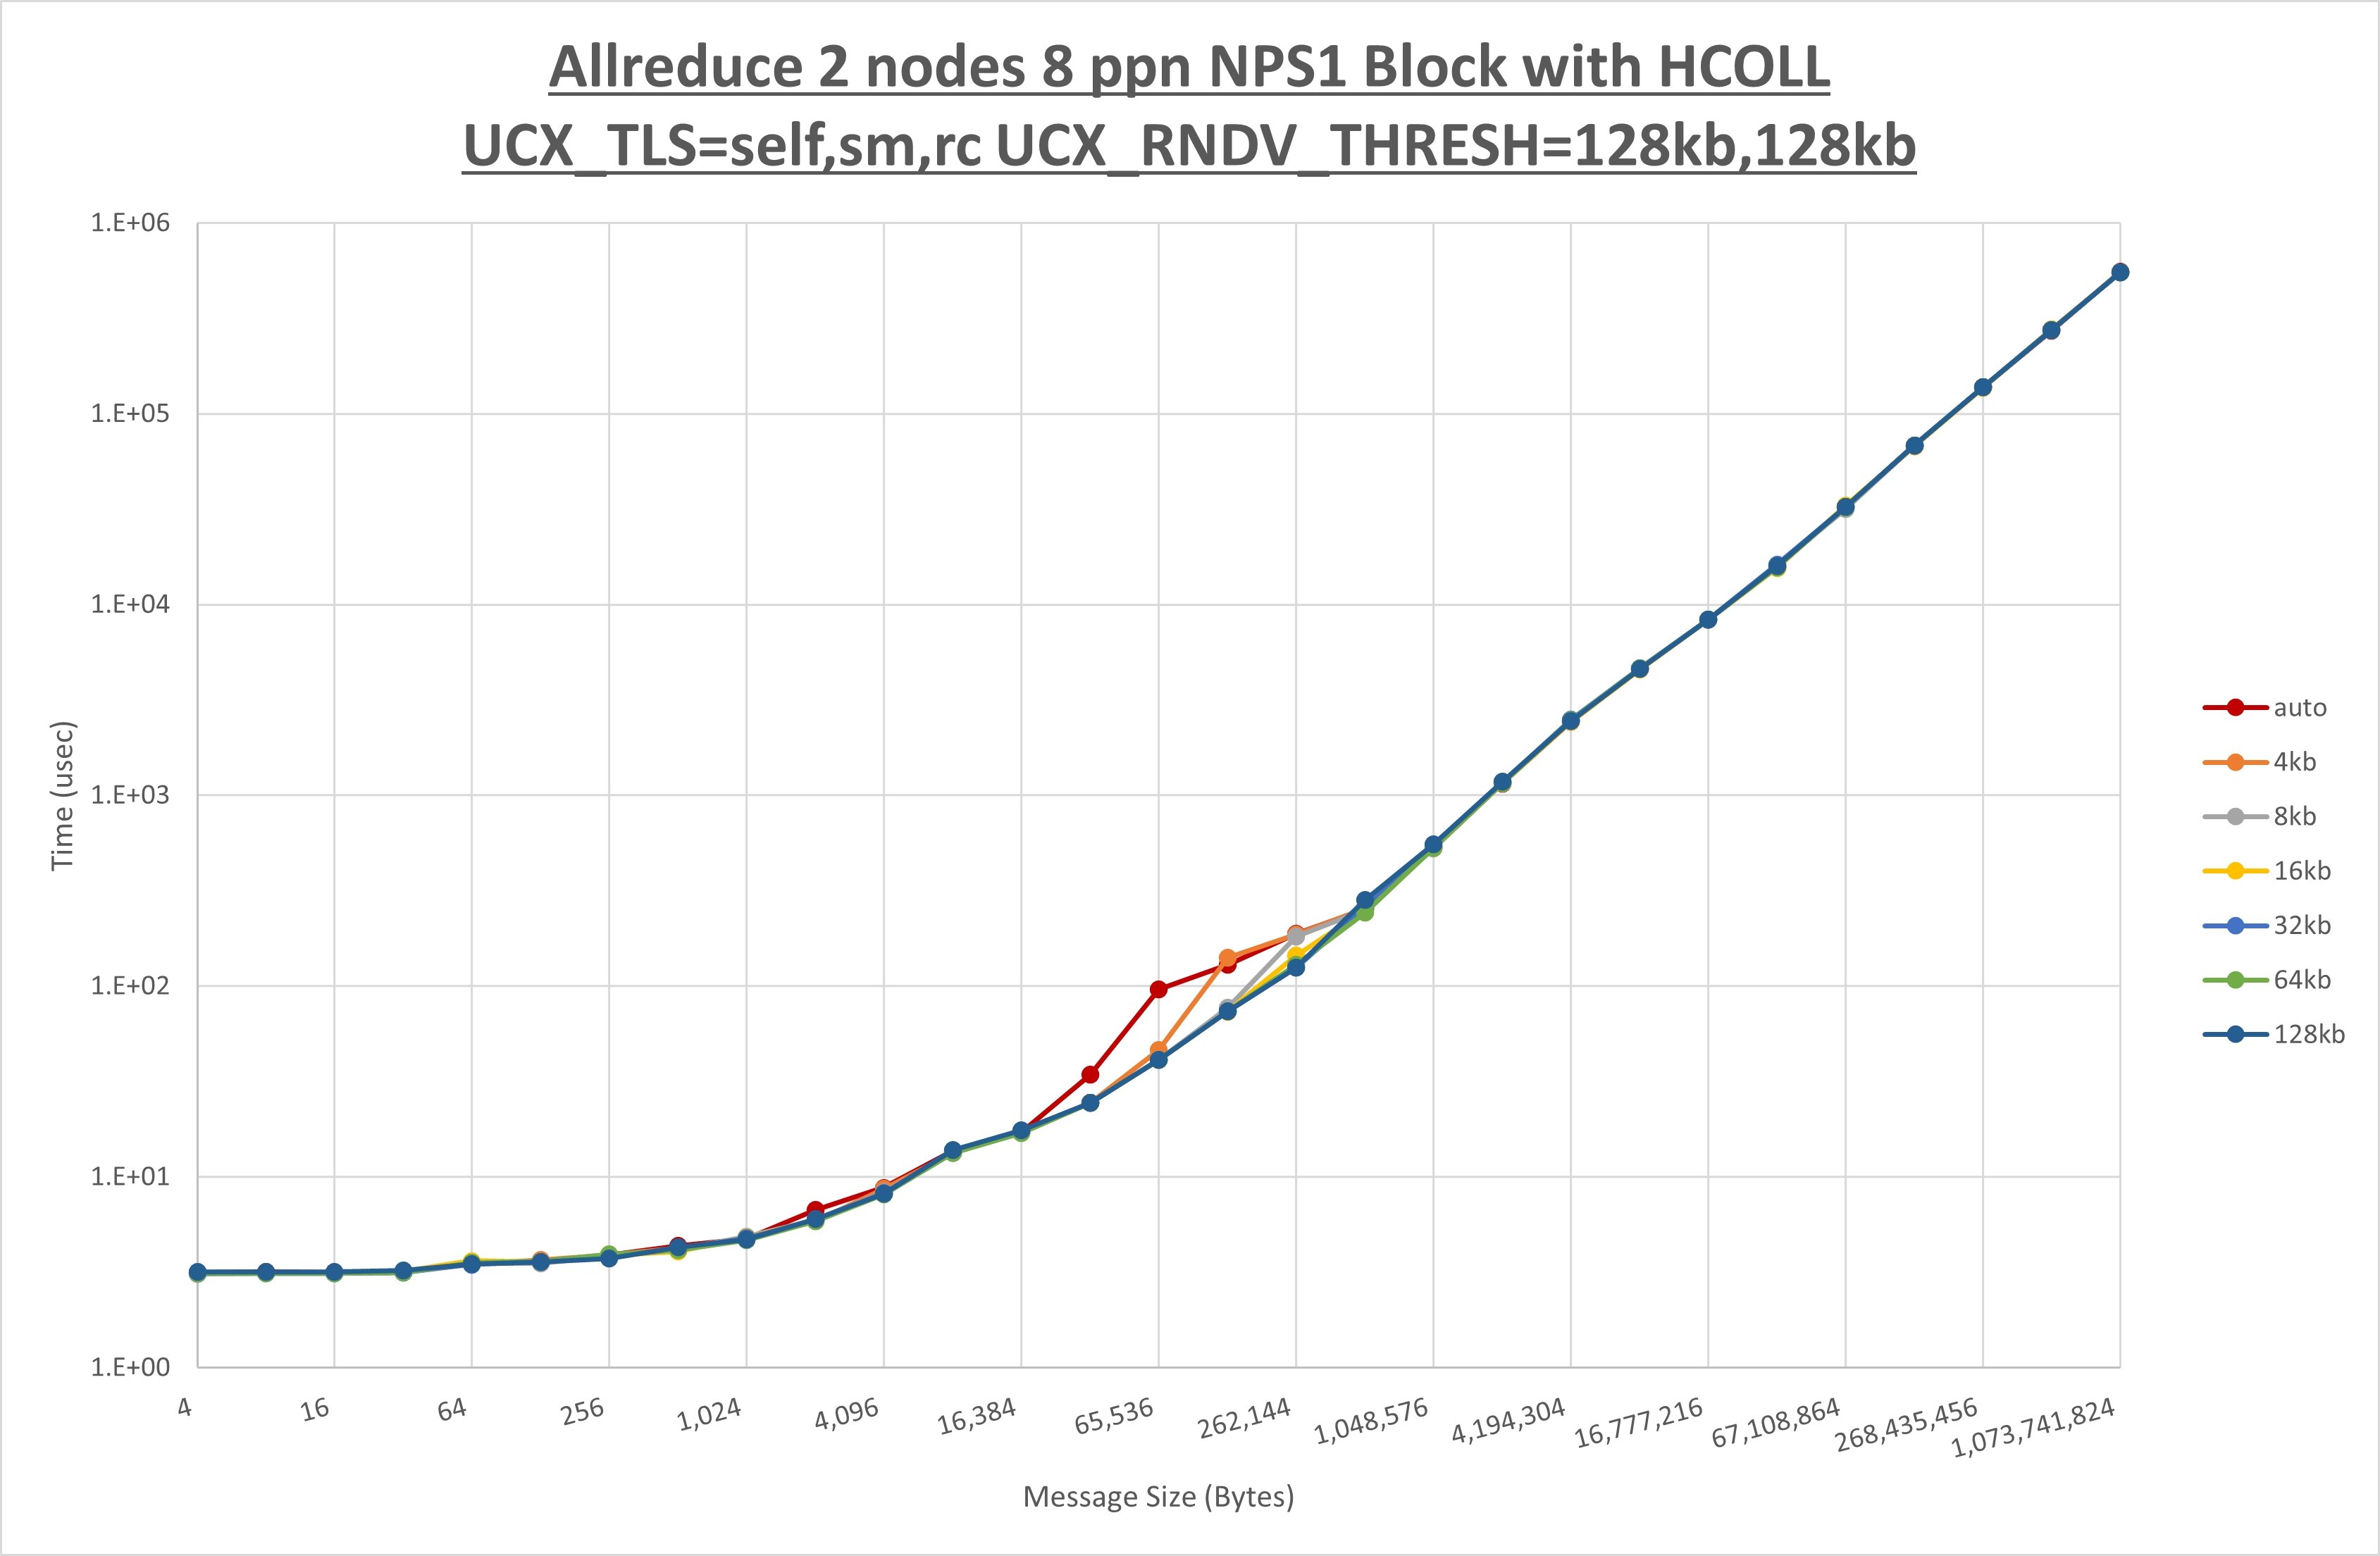 Allreduce 2 nodes 8 ppn NPS1 Block with HCOLL
UCX_TLS=self,sm,rc UCX_RNDV_THRESH=128kb,128kb
1.E+06
1.E+05
1.E+04
1.E+03
1.E+02
1.E+01
1.E+00
Time (usec)
4
16
64
256
1,024
4,096
16,384
65,536
262,144
1,048,576
4,194,304
16,777,216
67,108,864
268,435,456
1,073,741,824
Message Size (Bytes)
auto
4kb
8kb
16kb
32kb
64kb
128kb